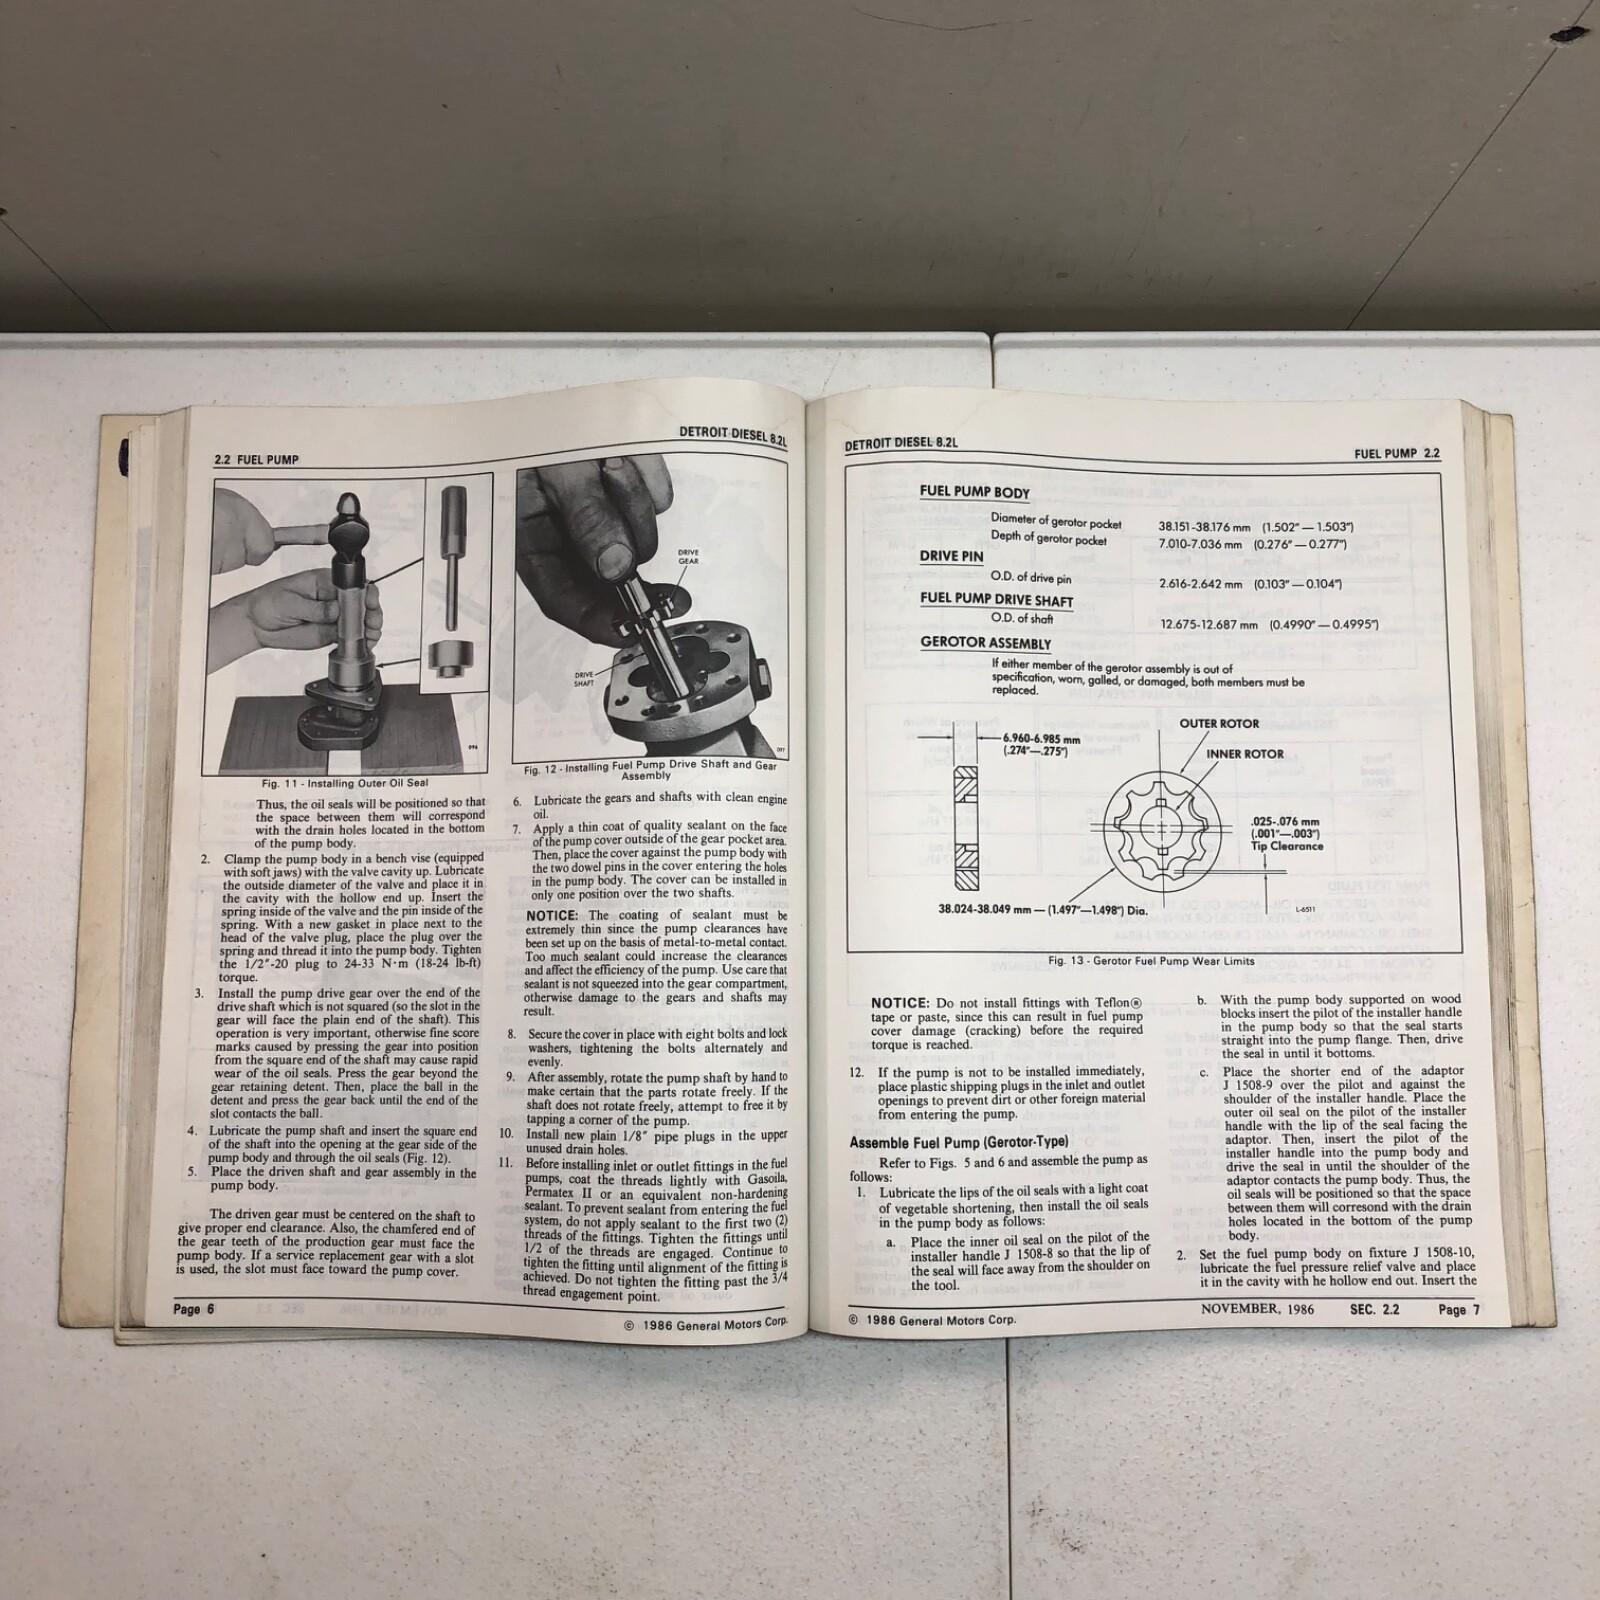 DETROIT DIESEL 8.2L
2.2 FUEL PUMP
096
Fig. 11 - Installing Outer Oil Seal
Thus, the oil seals will be positioned so that
the space between them will correspond
with the drain holes located in the bottom
of the pump body.
2. Clamp the pump body in a bench vise (equipped
with soft jaws) with the valve cavity up. Lubricate
the outside diameter of the valve and place it in
the cavity with the hollow end up. Insert the
spring inside of the valve and the pin inside of the
spring. With a new gasket in place next to the
head of the valve plug, place the plug over the
spring and thread it into the pump body. Tighten
the 1/2"-20 plug to 24-33 N·m (18-24 lb-ft)
torque.
3. Install the pump drive gear over the end of the
drive shaft which is not squared (so the slot in the
gear will face the plain end of the shaft). This
operation is very important, otherwise fine score
marks caused by pressing the gear into position
from the square end of the shaft may cause rapid
wear of the oil seals. Press the gear beyond the
gear retaining detent. Then, place the ball in the
detent and press the gear back until the end of the
slot contacts the ball.
4. Lubricate the pump shaft and insert the square end
of the shaft into the opening at the gear side of the
pump body and through the oil seals (Fig. 12).
5. Place the driven shaft and gear assembly in the
pump body.
The driven gear must be centered on the shaft to
give proper end clearance. Also, the chamfered end of
the gear teeth of the production gear must face the
pump body. If a service replacement gear with a slot
is used, the slot must face toward the pump cover.
Page 6
DRIVE
GEAR
DRIVE
SHAFT
Fig. 12 - Installing Fuel Pump Drive Shaft and Gear
Assembly
6. Lubricate the gears and shafts with clean engine
oil.
7. Apply a thin coat of quality sealant on the face
of the pump cover outside of the gear pocket area.
Then, place the cover against the pump body with
the two dowel pins in the cover entering the holes
in the pump body. The cover can be installed in
only one position over the two shafts.
NOTICE: The coating of sealant must be
extremely thin since the pump clearances have
been set up on the basis of metal-to-metal contact.
Too much sealant could increase the clearances
and affect the efficiency of the pump. Use care that
sealant is not squeezed into the gear compartment,
otherwise damage to the gears and shafts may
result.
8. Secure the cover in place with eight bolts and lock
washers, tightening the bolts alternately and
evenly.
9. After assembly, rotate the pump shaft by hand to
make certain that the parts rotate freely. If the
shaft does not rotate freely, attempt to free it by
tapping a corner of the pump.
10. Install new plain 1/8" pipe plugs in the upper
unused drain holes.
11. Before installing inlet or outlet fittings in the fuel
pumps, coat the threads lightly with Gasoila,
Permatex II or an equivalent non-hardening
sealant. To prevent sealant from entering the fuel
system, do not apply sealant to the first two (2)
threads of the fittings. Tighten the fittings until
1/2 of the threads are engaged. Continue to
tighten the fitting until alignment of the fitting is
achieved. Do not tighten the fitting past the 3/4
thread engagement point.
© 1986 General Motors Corp.
DETROIT DIESEL 8.2L
FUEL PUMP 2.2
FUEL PUMP BODY
Diameter of gerotor pocket 38.151-38.176 mm (1.502" — 1.503")
Depth of gerotor pocket 7.010-7.036 mm (0.276" — 0.277")
DRIVE PIN
O.D. of drive pin 2.616-2.642 mm (0.103" — 0.104")
FUEL PUMP DRIVE SHAFT
O.D. of shaft 12.675-12.687 mm (0.4990" — 0.4995")
GEROTOR ASSEMBLY
If either member of the gerotor assembly is out of
specification, worn, galled, or damaged, both members must be
replaced.
OUTER ROTOR
6.960-6.985 mm
(.274"—.275")
INNER ROTOR
.025-.076 mm
(.001"—.003")
Tip Clearance
38.024-38.049 mm — (1.497"—1.498") Dia.
L-6511
Fig. 13 - Gerotor Fuel Pump Wear Limits
NOTICE: Do not install fittings with Teflon®
tape or paste, since this can result in fuel pump
cover damage (cracking) before the required
torque is reached.
12. If the pump is not to be installed immediately,
place plastic shipping plugs in the inlet and outlet
openings to prevent dirt or other foreign material
from entering the pump.
Assemble Fuel Pump (Gerotor-Type)
Refer to Figs. 5 and 6 and assemble the pump as
follows:
1. Lubricate the lips of the oil seals with a light coat
of vegetable shortening, then install the oil seals
in the pump body as follows:
a. Place the inner oil seal on the pilot of the
installer handle J 1508-8 so that the lip of
the seal will face away from the shoulder on
the tool.
b. With the pump body supported on wood
blocks insert the pilot of the installer handle
in the pump body so that the seal starts
straight into the pump flange. Then, drive
the seal in until it bottoms.
c. Place the shorter end of the adaptor
J 1508-9 over the pilot and against the
shoulder of the installer handle. Place the
outer oil seal on the pilot of the installer
handle with the lip of the seal facing the
adaptor. Then, insert the pilot of the
installer handle into the pump body and
drive the seal in until the shoulder of the
adaptor contacts the pump body. Thus, the
oil seals will be positioned so that the space
between them will corresond with the drain
holes located in the bottom of the pump
body.
2. Set the fuel pump body on fixture J 1508-10,
lubricate the fuel pressure relief valve and place
it in the cavity with he hollow end out. Insert the
© 1986 General Motors Corp.
NOVEMBER, 1986 SEC. 2.2 Page 7